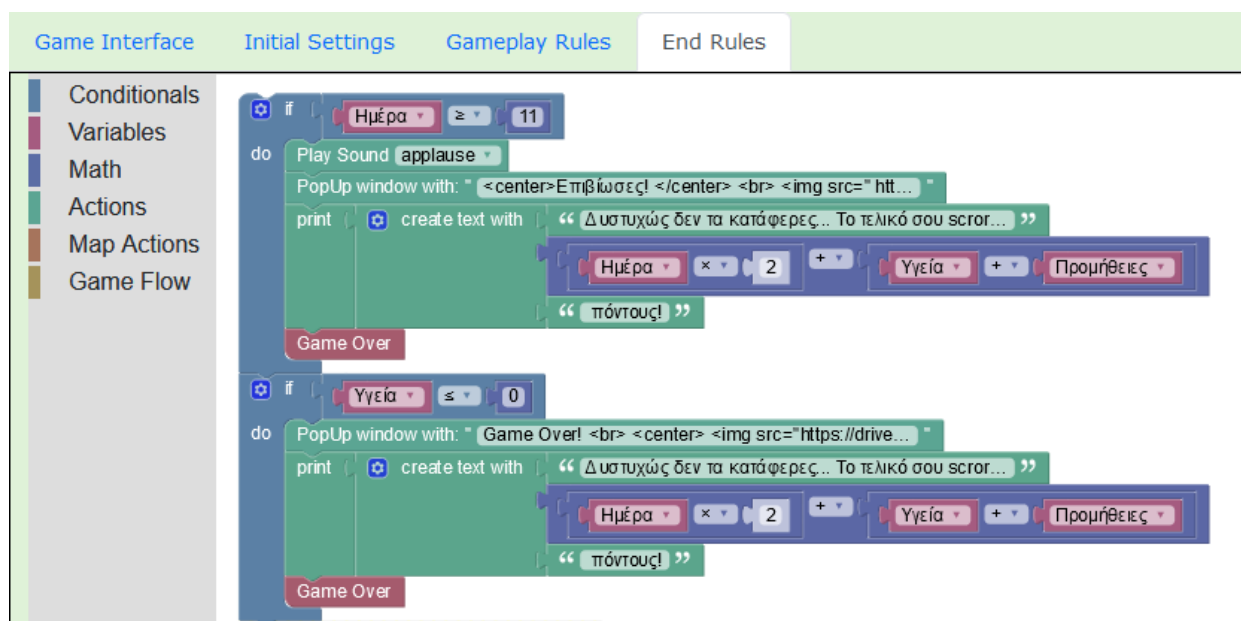 Game Interface Initial Settings Gameplay Rules End Rules
Conditionals
Variables
Math
Actions
Map Actions
Game Flow
if Ημέρα ≥ 11
do Play Sound applause
PopUp window with: " <center>Επιβίωσες! </center> <br> <img src=" htt... "
print create text with “ Δυστυχώς δεν τα κατάφερες... Το τελικό σου scror... ”
Ημέρα × 2 + Υγεία + Προμήθειες
“ πόντους! ”
Game Over
if Υγεία ≤ 0
do PopUp window with: " Game Over! <br> <center> <img src="https://drive... "
print create text with “ Δυστυχώς δεν τα κατάφερες... Το τελικό σου scror... ”
Ημέρα × 2 + Υγεία + Προμήθειες
“ πόντους! ”
Game Over